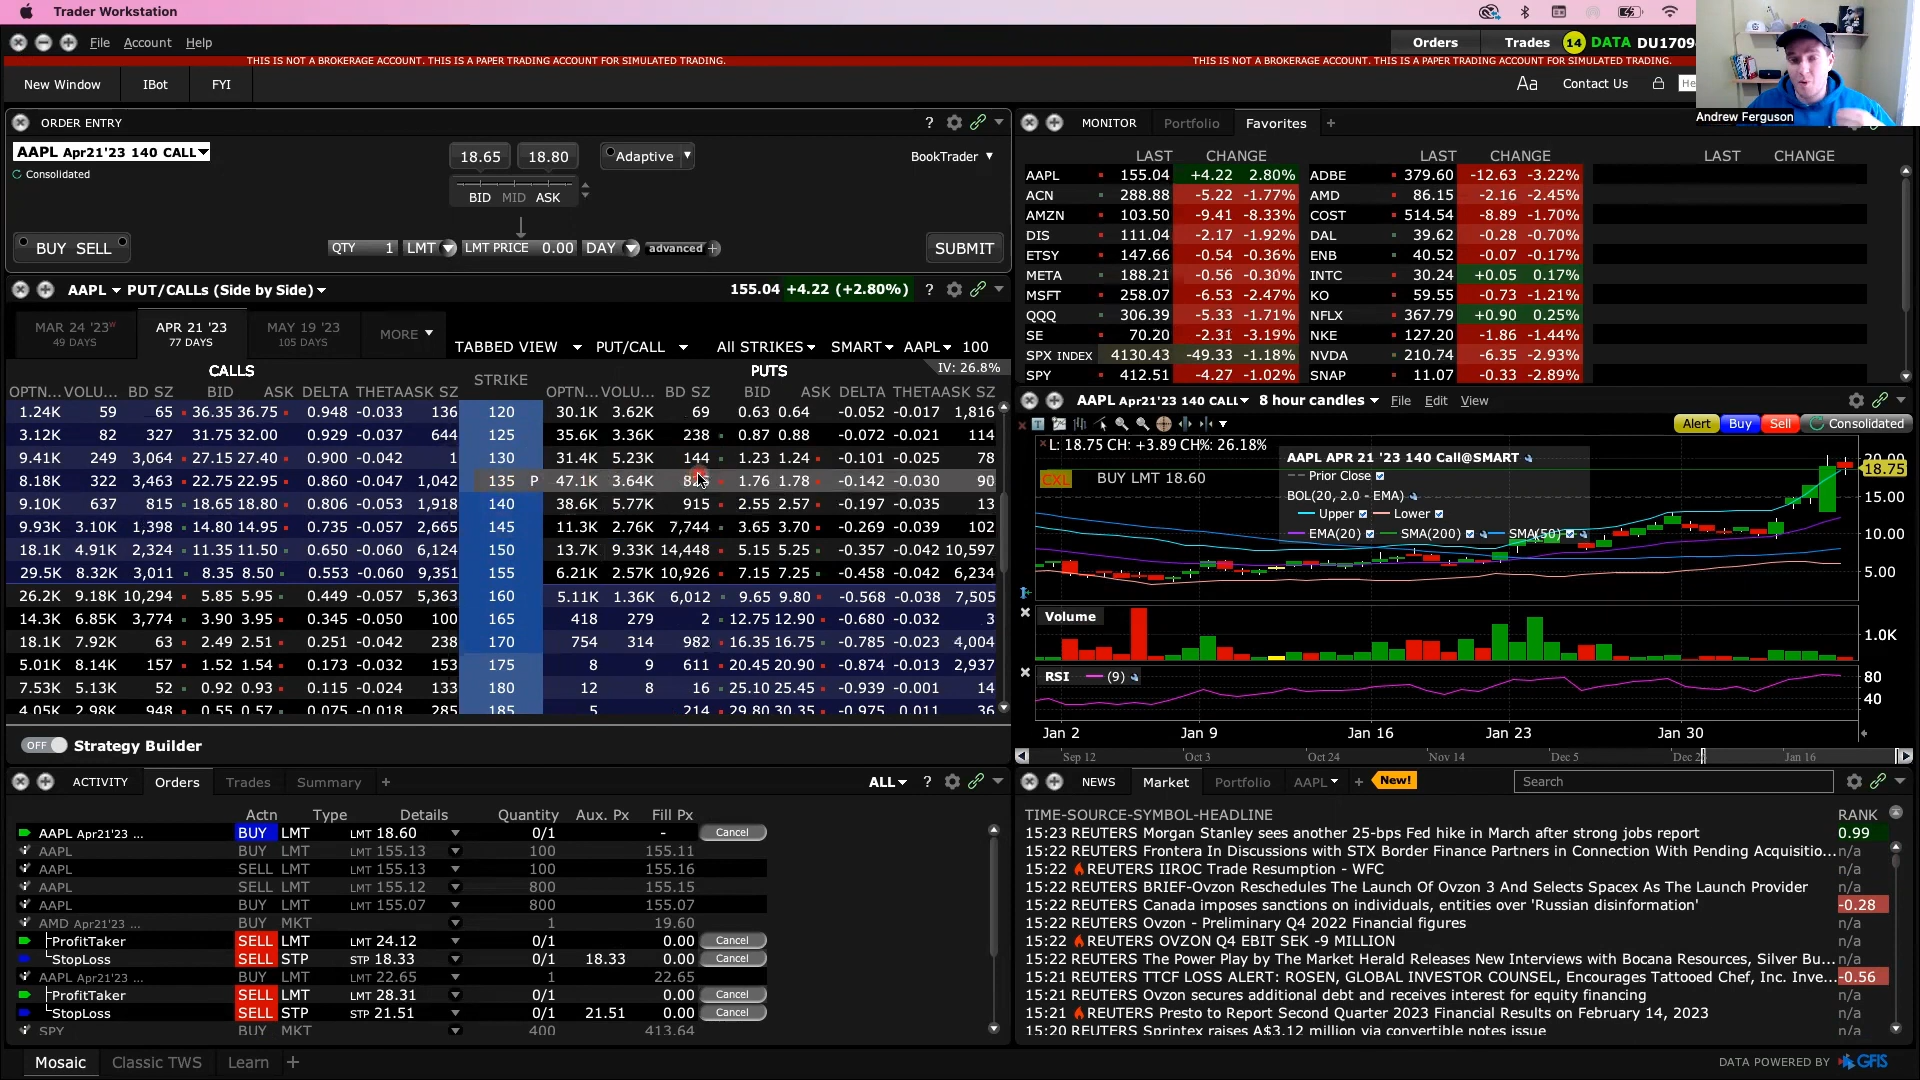 Trader Workstation
File Account Help
Orders Trades 14 DATA DU1709
THIS IS NOT A BROKERAGE ACCOUNT. THIS IS A PAPER TRADING ACCOUNT FOR SIMULATED TRADING. THIS IS NOT A BROKERAGE ACCOUNT. THIS IS A PAPER TRADING ACCOUNT FOR SIMULATED TRADING.
New Window IBot FYI Aa Contact Us
Andrew Ferguson
ORDER ENTRY ?
AAPL Apr21'23 140 CALL
Consolidated
18.65 18.80 Adaptive BookTrader
BID MID ASK
BUY SELL QTY 1 LMT LMT PRICE 0.00 DAY advanced + SUBMIT
AAPL PUT/CALLs (Side by Side) 155.04 +4.22 (+2.80%) ?
MAR 24 '23 W APR 21 '23 MAY 19 '23 MORE
49 DAYS 77 DAYS 105 DAYS
TABBED VIEW PUT/CALL All STRIKES SMART AAPL 100
IV: 26.8%
CALLS STRIKE PUTS
OPTN... VOLU... BD SZ BID ASK DELTA THETA ASK SZ OPTN... VOLU... BD SZ BID ASK DELTA THETA ASK SZ
1.24K 59 65 36.35 36.75 0.948 -0.033 136 120 30.1K 3.62K 69 0.63 0.64 -0.052 -0.017 1,816
3.12K 82 327 31.75 32.00 0.929 -0.037 644 125 35.6K 3.36K 238 0.87 0.88 -0.072 -0.021 114
9.41K 249 3,064 27.15 27.40 0.900 -0.042 1 130 31.4K 5.23K 144 1.23 1.24 -0.101 -0.025 78
8.18K 322 3,463 22.75 22.95 0.860 -0.047 1,042 135 P 47.1K 3.64K 1.76 1.78 -0.142 -0.030 90
9.10K 637 815 18.65 18.80 0.806 -0.053 1,918 140 38.6K 5.77K 915 2.55 2.57 -0.197 -0.035 13
9.93K 3.10K 1,398 14.80 14.95 0.735 -0.057 2,665 145 11.3K 2.76K 7,744 3.65 3.70 -0.269 -0.039 102
18.1K 4.91K 2,324 11.35 11.50 0.650 -0.060 6,124 150 13.7K 9.33K 14,448 5.15 5.25 -0.357 -0.042 10,597
29.5K 8.32K 3,011 8.35 8.50 0.553 -0.060 9,351 155 6.21K 2.57K 10,926 7.15 7.25 -0.458 -0.042 6,234
26.2K 9.18K 10,294 5.85 5.95 0.449 -0.057 5,363 160 5.11K 1.36K 6,012 9.65 9.80 -0.568 -0.038 7,505
14.3K 6.85K 3,774 3.90 3.95 0.345 -0.050 100 165 418 279 2 12.75 12.90 -0.680 -0.032 3
18.1K 7.92K 63 2.49 2.51 0.251 -0.042 238 170 754 314 982 16.35 16.75 -0.785 -0.023 4,004
5.01K 8.14K 157 1.52 1.54 0.173 -0.032 153 175 8 9 611 20.45 20.90 -0.874 -0.013 2,937
7.53K 5.13K 52 0.92 0.93 0.115 -0.024 133 180 12 8 16 25.10 25.45 -0.939 -0.001 14
4.05K 2.98K 948 0.55 0.57 0.075 -0.018 285 185 5 214 29.80 30.35 -0.975 0.011 36
OFF Strategy Builder
ACTIVITY Orders Trades Summary + ALL ?
Actn Type Details Quantity Aux. Px Fill Px
AAPL Apr21'23 ... BUY LMT LMT 18.60 0/1 - Cancel
AAPL BUY LMT LMT 155.13 100 155.11
AAPL SELL LMT LMT 155.13 100 155.16
AAPL SELL LMT LMT 155.12 800 155.15
AAPL BUY LMT LMT 155.07 800 155.07
AMD Apr21'23 ... BUY MKT 1 19.60
ProfitTaker SELL LMT LMT 24.12 0/1 0.00 Cancel
StopLoss SELL STP STP 18.33 0/1 18.33 0.00 Cancel
AAPL Apr21'23 ... BUY LMT LMT 22.65 1 22.65
ProfitTaker SELL LMT LMT 28.31 0/1 0.00 Cancel
StopLoss SELL STP STP 21.51 0/1 21.51 0.00 Cancel
SPY BUY MKT 400 413.64
MONITOR Portfolio Favorites +
LAST CHANGE LAST CHANGE LAST CHANGE
AAPL 155.04 +4.22 2.80% ADBE 379.60 -12.63 -3.22%
ACN 288.88 -5.22 -1.77% AMD 86.15 -2.16 -2.45%
AMZN 103.50 -9.41 -8.33% COST 514.54 -8.89 -1.70%
DIS 111.04 -2.17 -1.92% DAL 39.62 -0.28 -0.70%
ETSY 147.66 -0.54 -0.36% ENB 40.52 -0.07 -0.17%
META 188.21 -0.56 -0.30% INTC 30.24 +0.05 0.17%
MSFT 258.07 -6.53 -2.47% KO 59.55 -0.73 -1.21%
QQQ 306.39 -5.33 -1.71% NFLX 367.79 +0.90 0.25%
SE 70.20 -2.31 -3.19% NKE 127.20 -1.86 -1.44%
SPX INDEX 4130.43 -49.33 -1.18% NVDA 210.74 -6.35 -2.93%
SPY 412.51 -4.27 -1.02% SNAP 11.07 -0.33 -2.89%
AAPL Apr21'23 140 CALL 8 hour candles File Edit View
Alert Buy Sell Consolidated
L: 18.75 CH: +3.89 CH%: 26.18%
CXL BUY LMT 18.60
AAPL APR 21 '23 140 Call@SMART
Prior Close
BOL(20, 2.0 - EMA)
Upper Lower
EMA(20) SMA(200) SMA(50)
20.00
18.75
15.00
10.00
5.00
Volume
1.0K
RSI (9)
80
40
Jan 2 Jan 9 Jan 16 Jan 23 Jan 30
Sep 12 Oct 3 Oct 24 Nov 14 Dec 5 Dec 2 Jan 16
NEWS Market Portfolio AAPL + New! Search
TIME-SOURCE-SYMBOL-HEADLINE RANK
15:23 REUTERS Morgan Stanley sees another 25-bps Fed hike in March after strong jobs report 0.99
15:22 REUTERS Frontera In Discussions with STX Border Finance Partners in Connection With Pending Acquisitio... n/a
15:22 REUTERS IIROC Trade Resumption - WFC n/a
15:22 REUTERS BRIEF-Ovzon Reschedules The Launch Of Ovzon 3 And Selects Spacex As The Launch Provider n/a
15:22 REUTERS Canada imposes sanctions on individuals, entities over 'Russian disinformation' -0.28
15:22 REUTERS Ovzon - Preliminary Q4 2022 Financial figures n/a
15:22 REUTERS OVZON Q4 EBIT SEK -9 MILLION n/a
15:22 REUTERS The Power Play by The Market Herald Releases New Interviews with Bocana Resources, Silver Bu... n/a
15:21 REUTERS TTCF LOSS ALERT: ROSEN, GLOBAL INVESTOR COUNSEL, Encourages Tattooed Chef, Inc. Inve... -0.56
15:21 REUTERS Ovzon secures additional debt and receives interest for equity financing n/a
15:21 REUTERS Presto to Report Second Quarter 2023 Financial Results on February 14, 2023 n/a
15:20 REUTERS Sprintex raises A$3.12 million via convertible notes issue n/a
Mosaic Classic TWS Learn + DATA POWERED BY GFIS